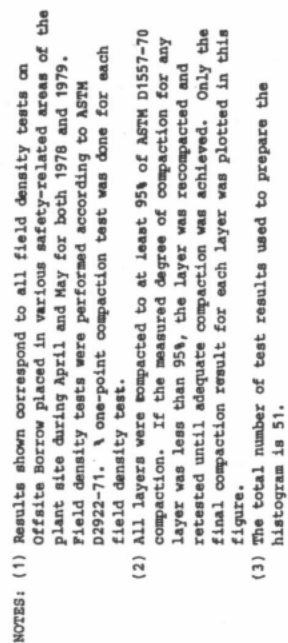 NOTES: (1) Results shown correspond to all field density tests on
Offsite Borrow placed in various safety-related areas of the
plant site during April and May for both 1978 and 1979.
Field density tests were performed according to ASTM
D2922-71. A one-point compaction test was done for each
field density test.
(2) All layers were compacted to at least 95% of ASTM D1557-70
compaction. If the measured degree of compaction for any
layer was less than 95%, the layer was recompacted and
retested until adequate compaction was achieved. Only the
final compaction result for each layer was plotted in this
figure.
(3) The total number of test results used to prepare the
histogram is 51.